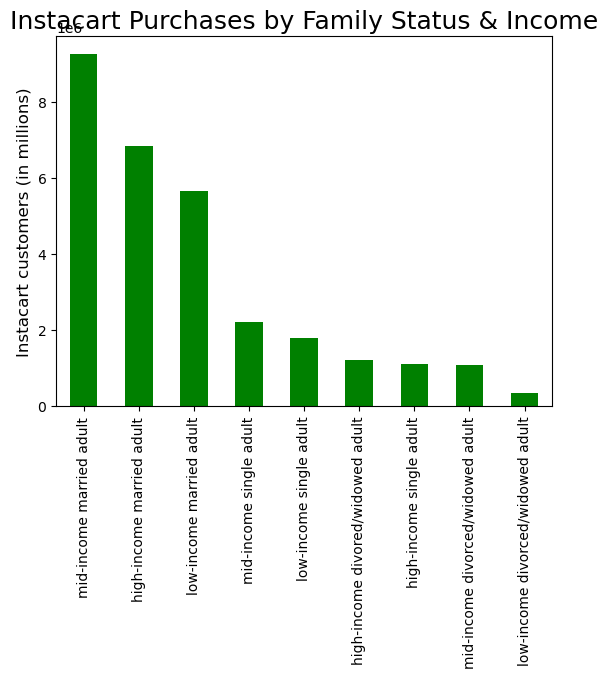 Instacart Purchases by Family Status & Income
1e6
Instacart customers (in millions)
8
6
4
2
0
mid-income married adult
high-income married adult
low-income married adult
mid-income single adult
low-income single adult
high-income divored/widowed adult
high-income single adult
mid-income divorced/widowed adult
low-income divorced/widowed adult